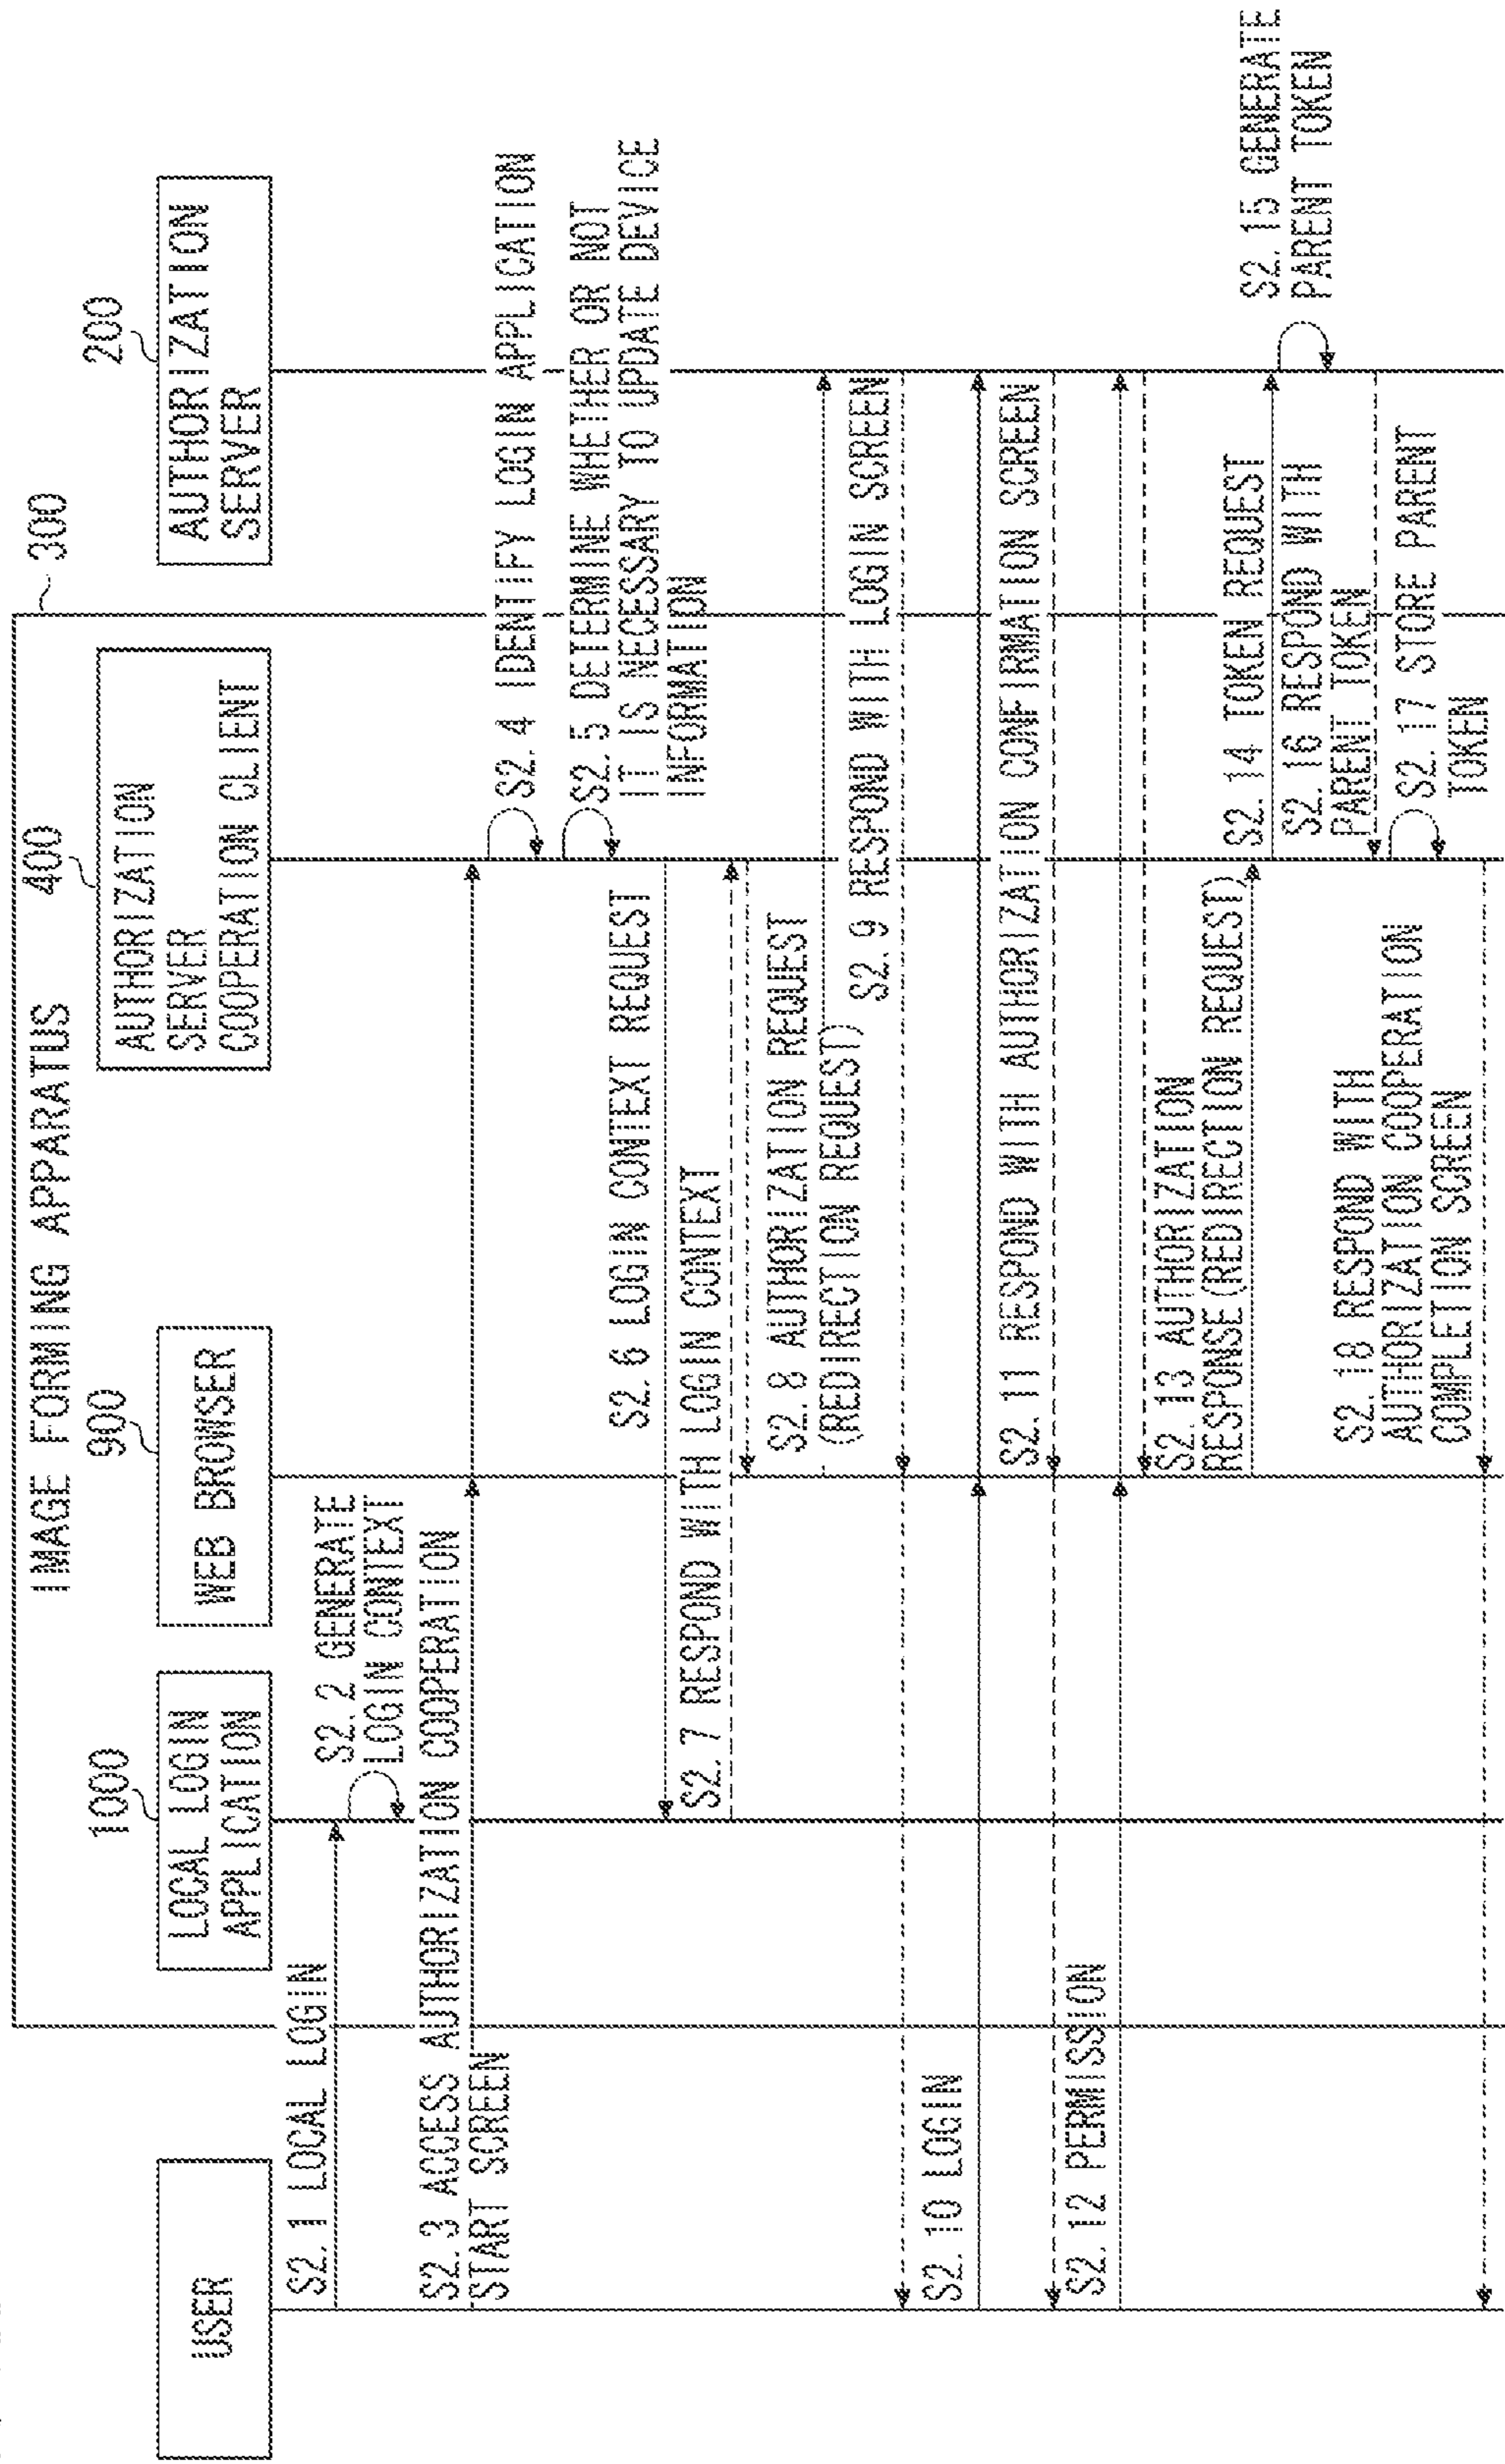 IMAGE FORMING APPARATUS
300
USER
1000
LOCAL LOGIN
APPLICATION
900
WEB BROWSER
400
AUTHORIZATION
SERVER
COOPERATION CLIENT
200
AUTHORIZATION
SERVER
S2. 1 LOCAL LOGIN
S2. 2 GENERATE
LOGIN CONTEXT
S2. 3 ACCESS AUTHORIZATION COOPERATION
START SCREEN
S2. 4 IDENTIFY LOGIN APPLICATION
S2. 5 DETERMINE WHETHER OR NOT
IT IS NECESSARY TO UPDATE DEVICE
INFORMATION
S2. 6 LOGIN CONTEXT REQUEST
S2. 7 RESPOND WITH LOGIN CONTEXT
S2. 8 AUTHORIZATION REQUEST
(REDIRECTION REQUEST)
S2. 9 RESPOND WITH LOGIN SCREEN
S2. 10 LOGIN
S2. 11 RESPOND WITH AUTHORIZATION CONFIRMATION SCREEN
S2. 12 PERMISSION
S2. 13 AUTHORIZATION
RESPONSE (REDIRECTION REQUEST)
S2. 14 TOKEN REQUEST
S2. 15 GENERATE
PARENT TOKEN
S2. 16 RESPOND WITH
PARENT TOKEN
S2. 17 STORE PARENT
TOKEN
S2. 18 RESPOND WITH
AUTHORIZATION COOPERATION
COMPLETION SCREEN